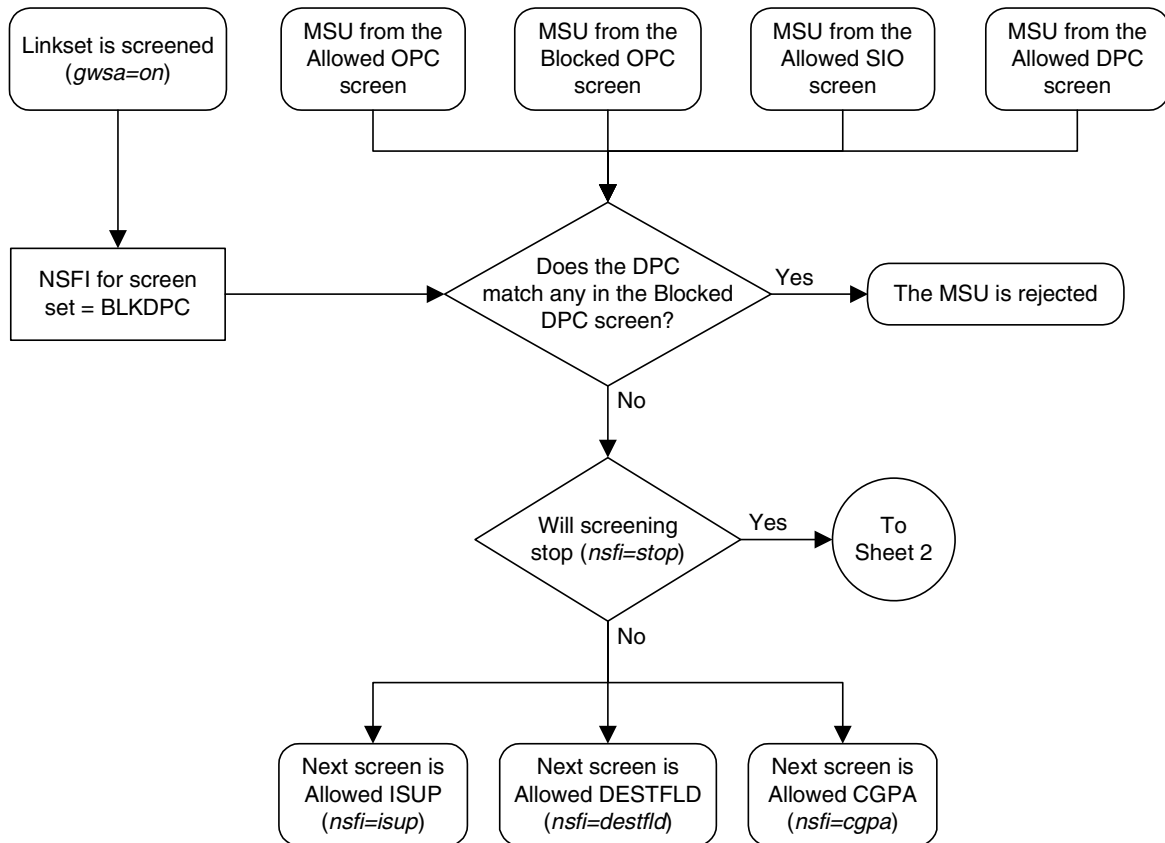 Linkset is screened
(gwsa=on)
MSU from the
Allowed OPC
screen
MSU from the
Blocked OPC
screen
MSU from the
Allowed SIO
screen
MSU from the
Allowed DPC
screen
NSFI for screen
set = BLKDPC
Does the DPC
match any in the Blocked
DPC screen?
Yes
The MSU is rejected
No
Will screening
stop (nsfi=stop)
Yes
To
Sheet 2
No
Next screen is
Allowed ISUP
(nsfi=isup)
Next screen is
Allowed DESTFLD
(nsfi=destfld)
Next screen is
Allowed CGPA
(nsfi=cgpa)